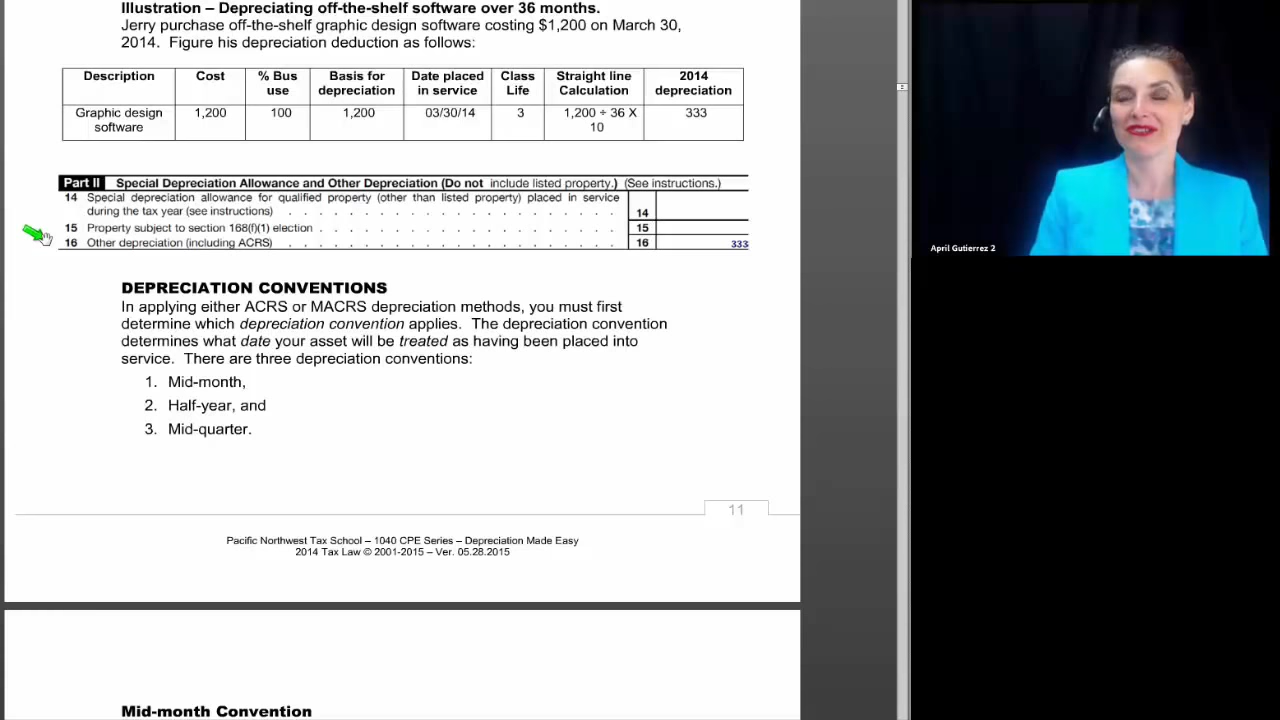 Illustration – Depreciating off-the-shelf software over 36 months.
Jerry purchase off-the-shelf graphic design software costing $1,200 on March 30,
2014. Figure his depreciation deduction as follows:
Description Cost % Bus use Basis for depreciation Date placed in service Class Life Straight line Calculation 2014 depreciation
Graphic design software 1,200 100 1,200 03/30/14 3 1,200 ÷ 36 X 10 333
Part II Special Depreciation Allowance and Other Depreciation (Do not include listed property.) (See instructions.)
14 Special depreciation allowance for qualified property (other than listed property) placed in service
during the tax year (see instructions) . . . . . . . . . . . . . . . . . . . . 14
15 Property subject to section 168(f)(1) election . . . . . . . . . . . . . . . . . . 15
16 Other depreciation (including ACRS) . . . . . . . . . . . . . . . . . . . . 16 333
DEPRECIATION CONVENTIONS
In applying either ACRS or MACRS depreciation methods, you must first
determine which depreciation convention applies. The depreciation convention
determines what date your asset will be treated as having been placed into
service. There are three depreciation conventions:
1. Mid-month,
2. Half-year, and
3. Mid-quarter.
11
Pacific Northwest Tax School – 1040 CPE Series – Depreciation Made Easy
2014 Tax Law © 2001-2015 – Ver. 05.28.2015
Mid-month Convention
April Gutierrez 2